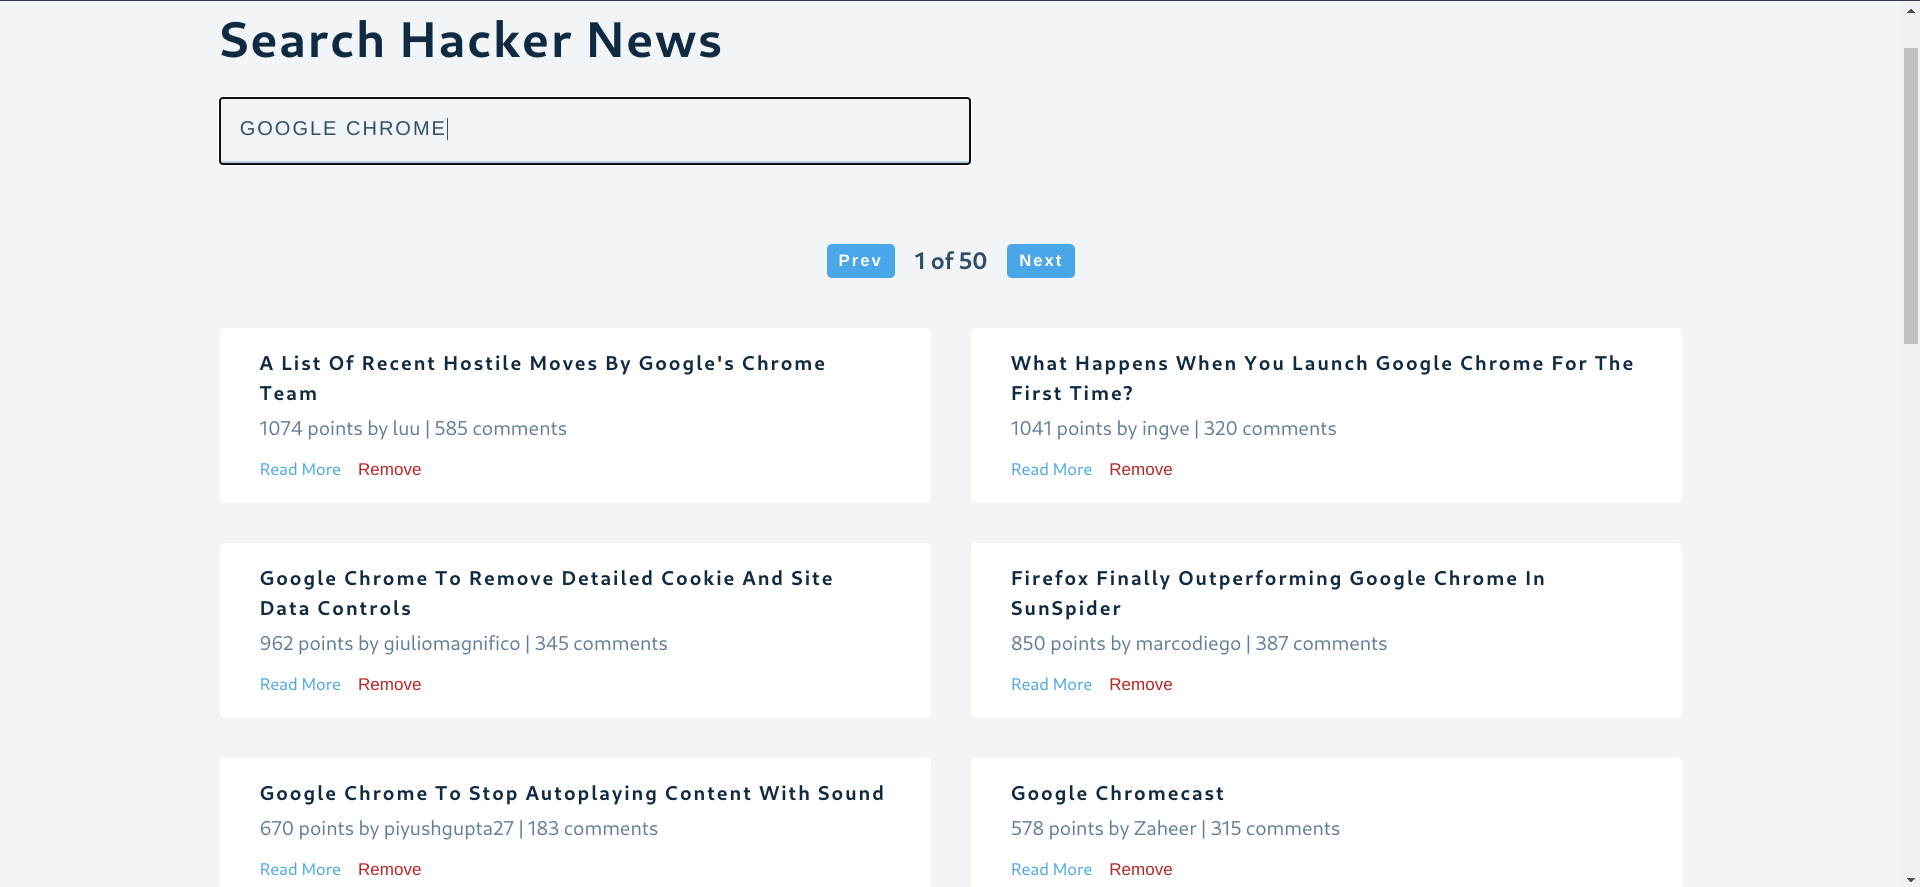 Search Hacker News
GOOGLE CHROME
Prev 1 of 50 Next
A List Of Recent Hostile Moves By Google's Chrome
Team
1074 points by luu | 585 comments
Read More Remove
What Happens When You Launch Google Chrome For The
First Time?
1041 points by ingve | 320 comments
Read More Remove
Google Chrome To Remove Detailed Cookie And Site
Data Controls
962 points by giuliomagnifico | 345 comments
Read More Remove
Firefox Finally Outperforming Google Chrome In
SunSpider
850 points by marcodiego | 387 comments
Read More Remove
Google Chrome To Stop Autoplaying Content With Sound
670 points by piyushgupta27 | 183 comments
Read More Remove
Google Chromecast
578 points by Zaheer | 315 comments
Read More Remove